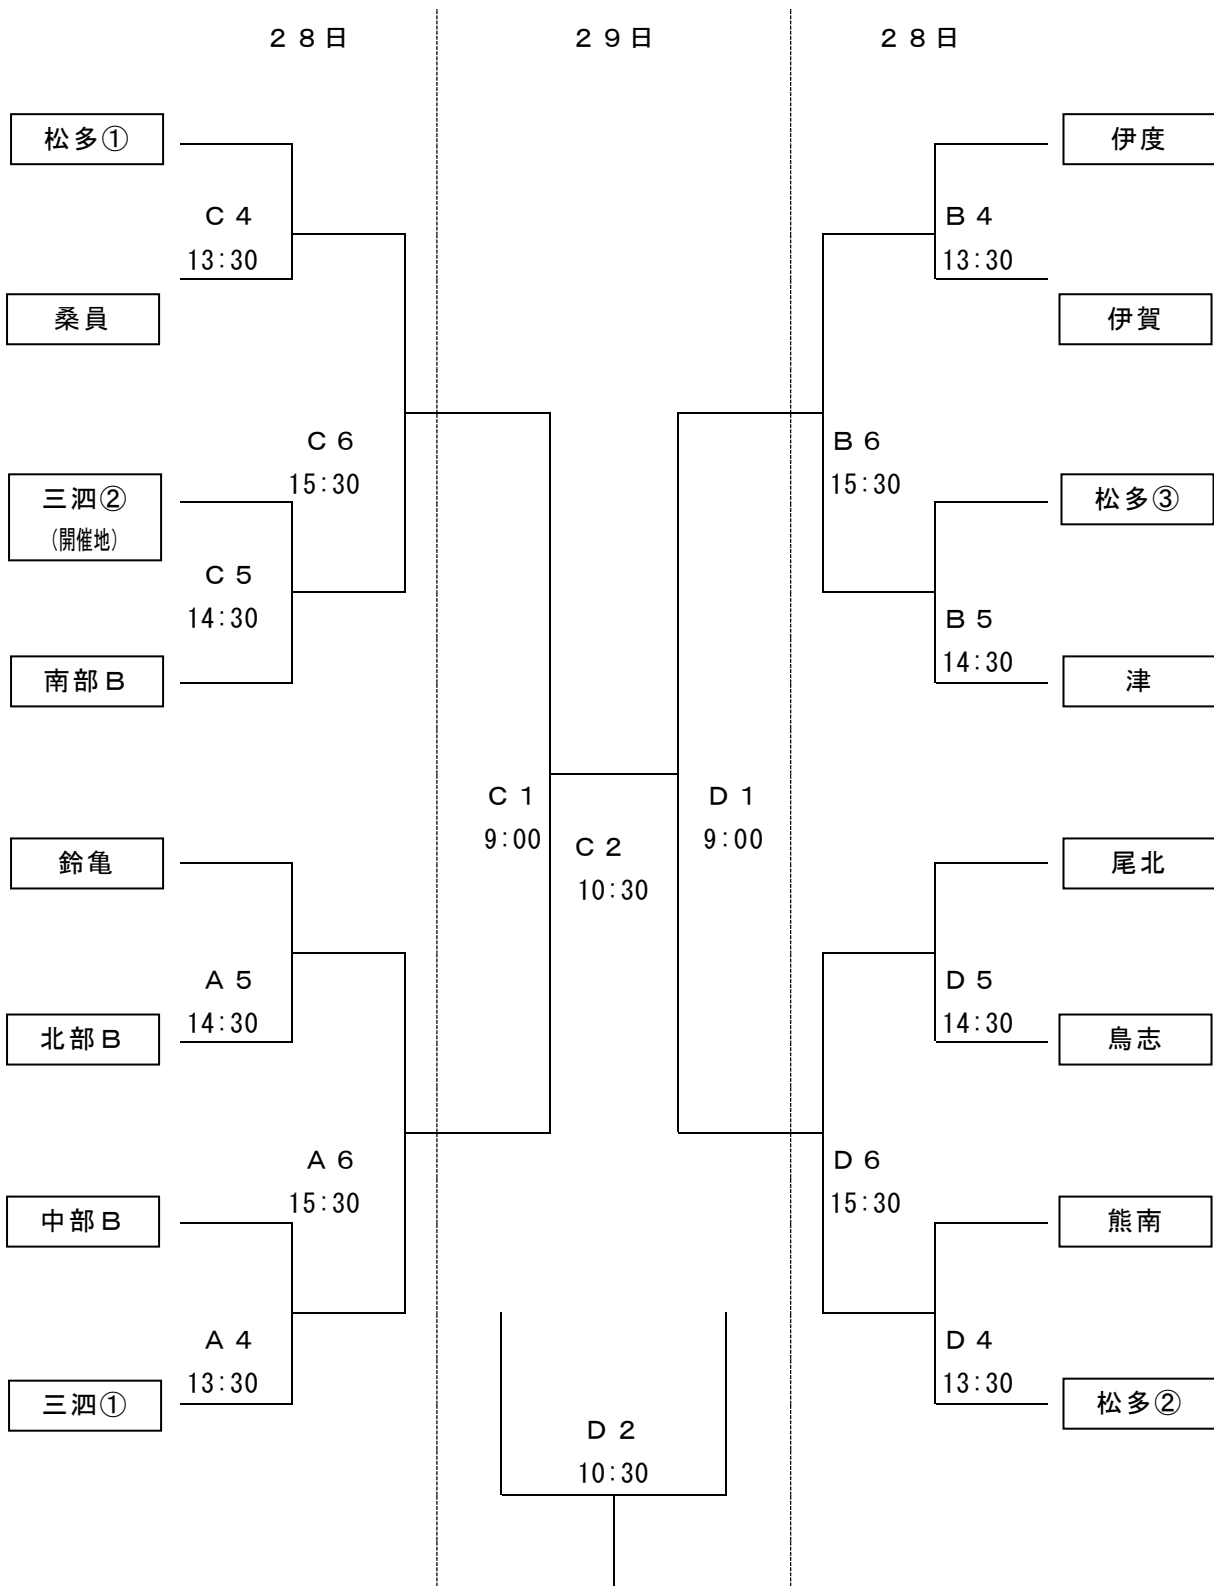 ２８日
２９日
２８日
松多①
伊度
Ｃ４
13:30
Ｂ４
13:30
桑員
伊賀
Ｃ６
15:30
Ｂ６
15:30
三泗②
(開催地)
松多③
Ｃ５
14:30
Ｂ５
14:30
南部Ｂ
津
Ｃ１
9:00
Ｄ１
9:00
Ｃ２
10:30
鈴亀
尾北
Ａ５
14:30
Ｄ５
14:30
北部Ｂ
鳥志
Ａ６
15:30
Ｄ６
15:30
中部Ｂ
熊南
Ａ４
13:30
Ｄ４
13:30
三泗①
松多②
Ｄ２
10:30